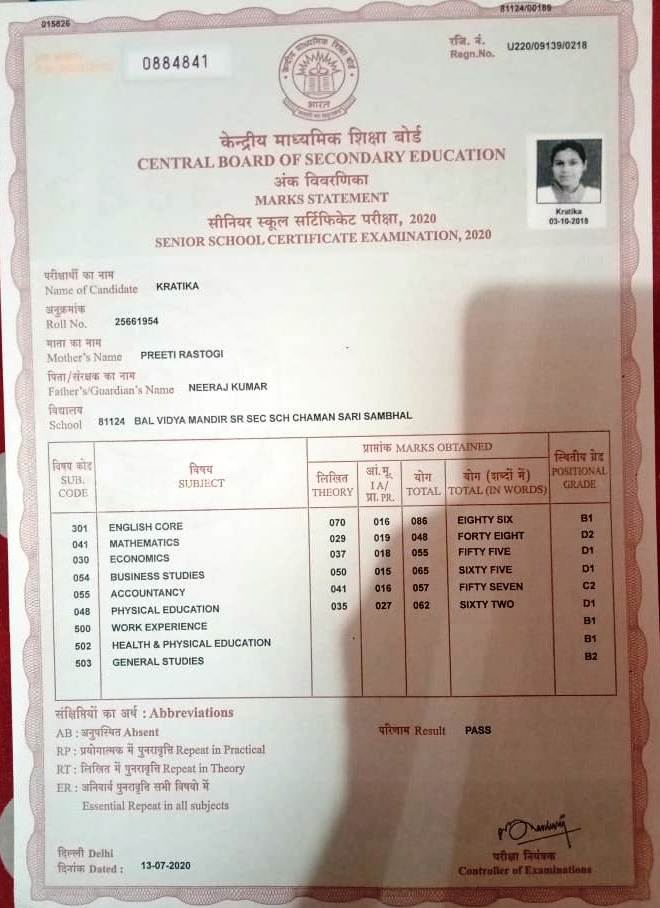 015826
81124/00189
0884841
रजि. नं.
Regn.No. U220/09139/0218
भारत
केन्द्रीय माध्यमिक शिक्षा बोर्ड
CENTRAL BOARD OF SECONDARY EDUCATION
अंक विवरणिका
MARKS STATEMENT
सीनियर स्कूल सर्टिफिकेट परीक्षा, 2020
SENIOR SCHOOL CERTIFICATE EXAMINATION, 2020
Kratika
03-10-2019
परीक्षार्थी का नाम
Name of Candidate KRATIKA
अनुक्रमांक
Roll No. 25661954
माता का नाम
Mother's Name PREETI RASTOGI
पिता/संरक्षक का नाम
Father's/Guardian's Name NEERAJ KUMAR
विद्यालय
School 81124 BAL VIDYA MANDIR SR SEC SCH CHAMAN SARI SAMBHAL
विषय कोड SUB. CODE
विषय SUBJECT
प्राप्तांक MARKS OBTAINED
लिखित THEORY
आं.मू. I A/ प्रा. PR.
योग TOTAL
योग (शब्दों में) TOTAL (IN WORDS)
स्थितीय ग्रेड POSITIONAL GRADE
301 ENGLISH CORE 070 016 086 EIGHTY SIX B1
041 MATHEMATICS 029 019 048 FORTY EIGHT D2
030 ECONOMICS 037 018 055 FIFTY FIVE D1
054 BUSINESS STUDIES 050 015 065 SIXTY FIVE D1
055 ACCOUNTANCY 041 016 057 FIFTY SEVEN C2
048 PHYSICAL EDUCATION 035 027 062 SIXTY TWO D1
500 WORK EXPERIENCE B1
502 HEALTH & PHYSICAL EDUCATION B1
503 GENERAL STUDIES B2
संक्षिप्तियों का अर्थ : Abbreviations
AB : अनुपस्थित Absent
परिणाम Result PASS
RP : प्रयोगात्मक में पुनरावृत्ति Repeat in Practical
RT : लिखित में पुनरावृत्ति Repeat in Theory
ER : अनिवार्य पुनरावृत्ति सभी विषयो में
Essential Repeat in all subjects
दिल्ली Delhi
दिनांक Dated : 13-07-2020
परीक्षा नियंत्रक
Controller of Examinations